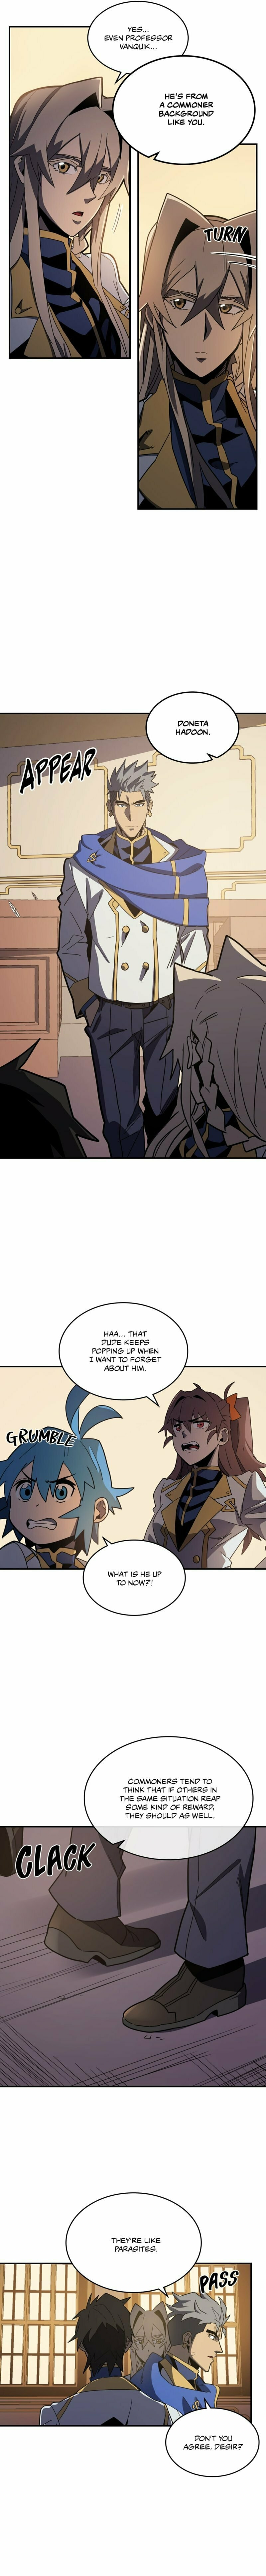 YES...
EVEN PROFESSOR
VANQUIK...
HE'S FROM
A COMMONER
BACKGROUND
LIKE YOU.
TURN
DONETA
HADOON.
APPEAR
HAA... THAT
DUDE KEEPS
POPPING UP WHEN
I WANT TO FORGET
ABOUT HIM.
GRUMBLE
WHAT IS HE UP
TO NOW?!
COMMONERS TEND TO
THINK THAT IF OTHERS IN
THE SAME SITUATION REAP
SOME KIND OF REWARD,
THEY SHOULD AS WELL.
CLACK
THEY'RE LIKE
PARASITES.
PASS
DON'T YOU
AGREE, DESIR?